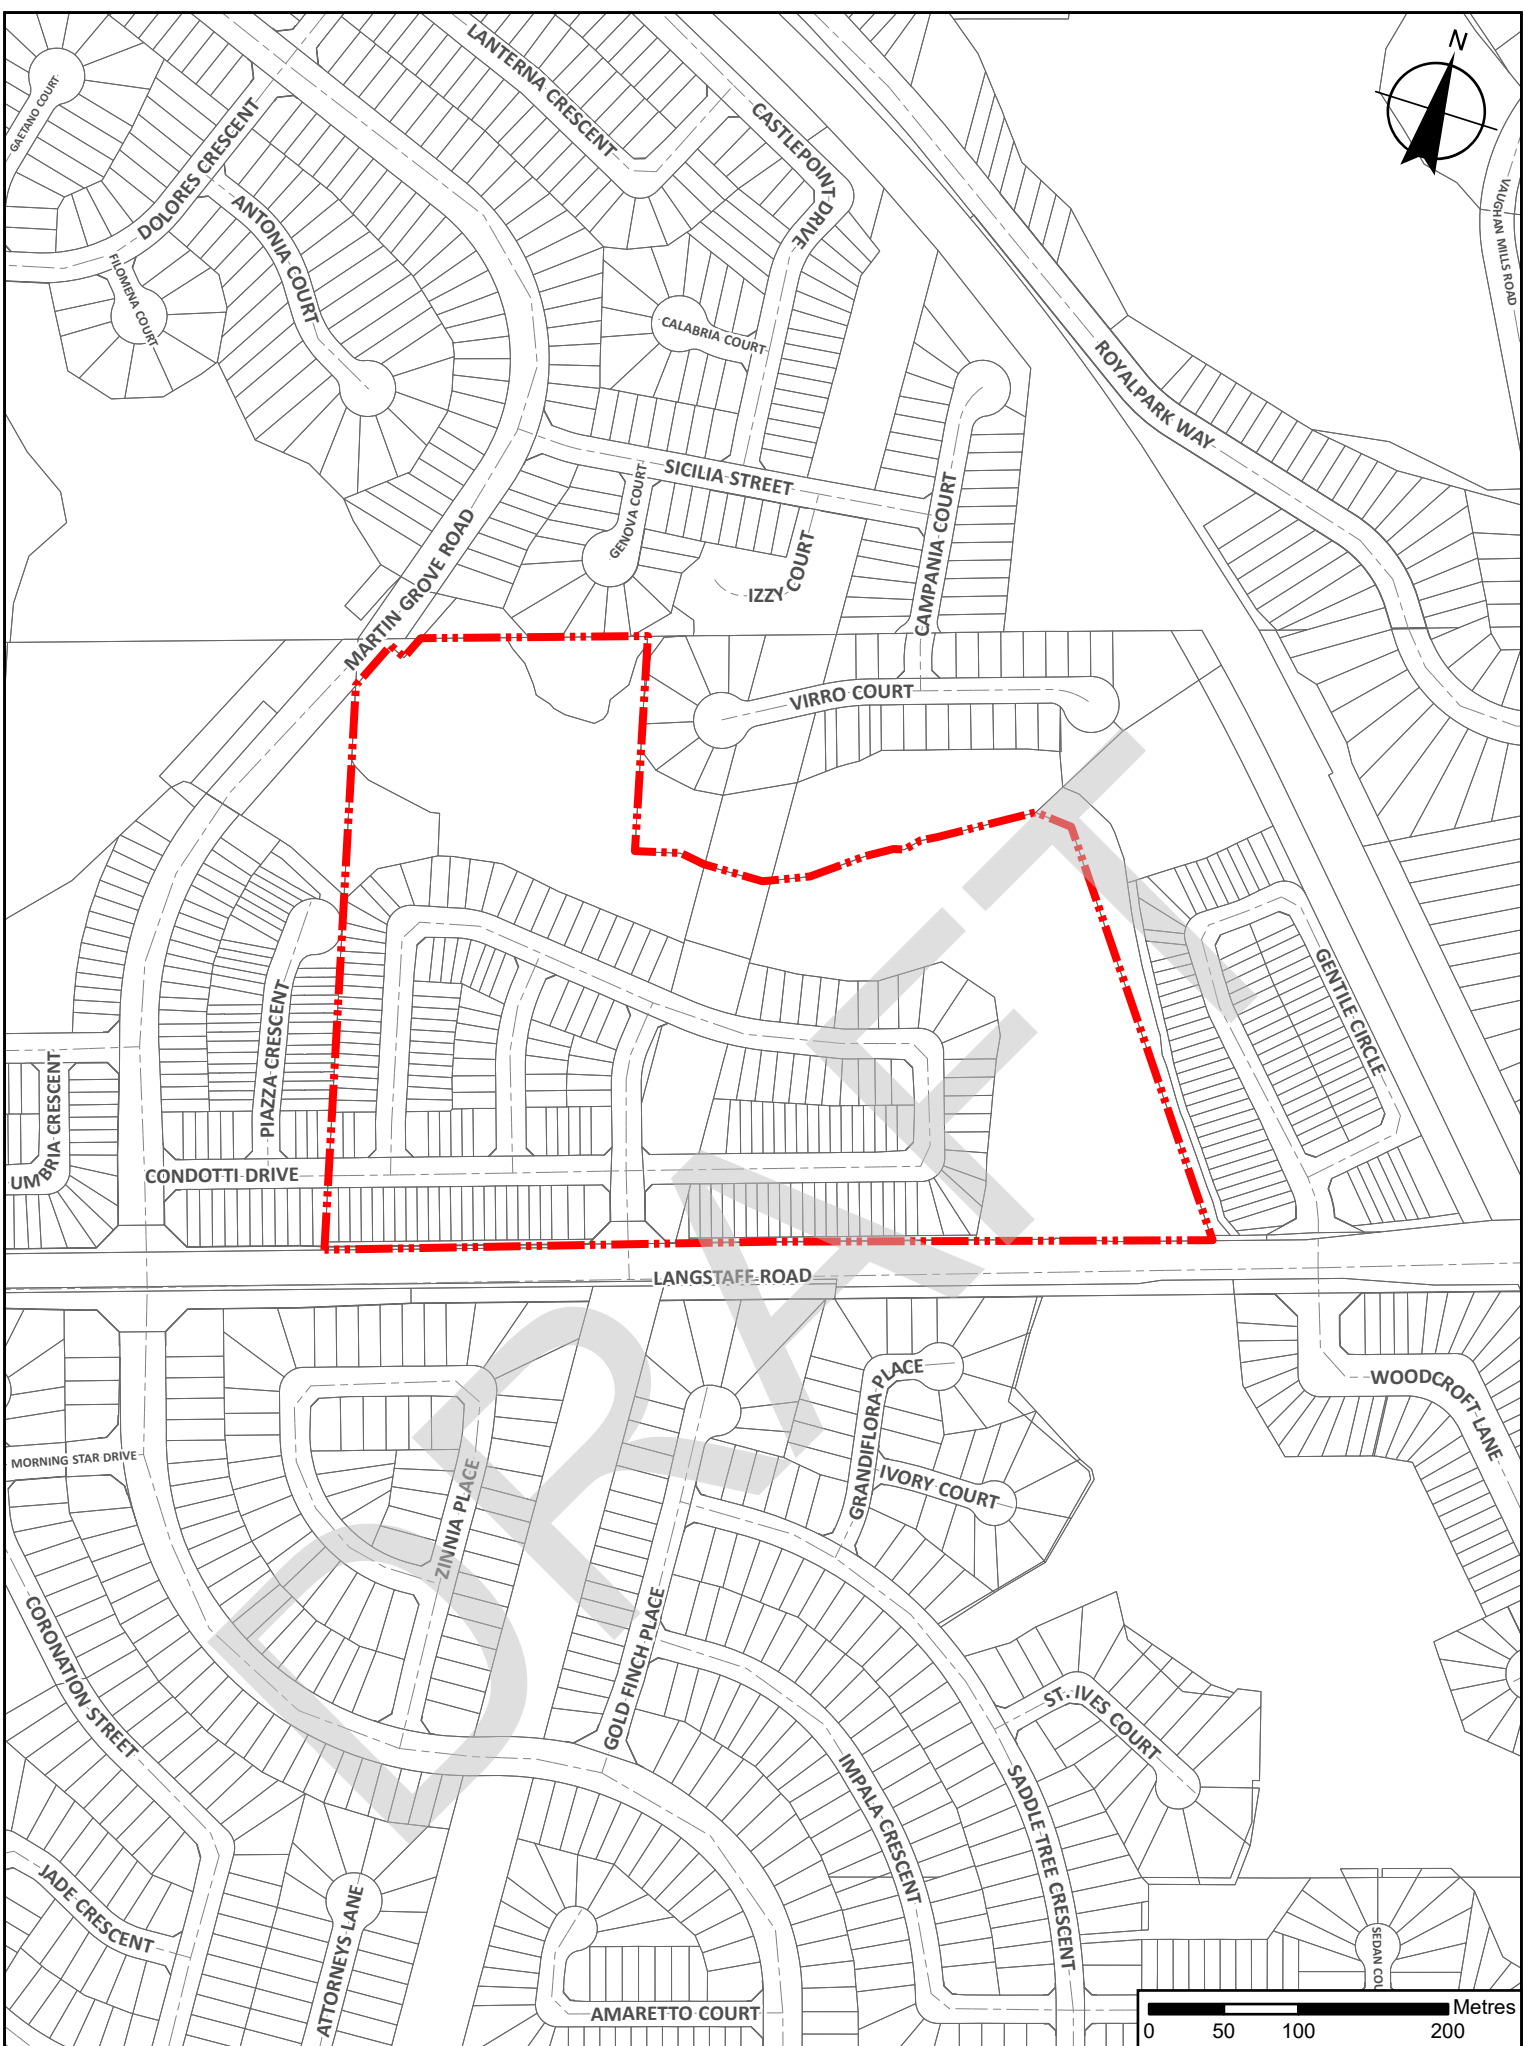 N
LANTERNA CRESCENT
CASTLEPOINT DRIVE
GAETANO COURT
DOLORES CRESCENT
ANTONIA COURT
FILOMENA COURT
VAUGHAN MILLS ROAD
CALABRIA COURT
ROYALPARK WAY
SICILIA STREET
GENOVA COURT
CAMPANIA COURT
IZZY COURT
MARTIN GROVE ROAD
VIRRO COURT
GENTILE CIRCLE
PIAZZA CRESCENT
UMBRIA CRESCENT
CONDOTTI DRIVE
LANGSTAFF ROAD
DRAFT
GRANDIFLORA PLACE
WOODCROFT LANE
MORNING STAR DRIVE
IVORY COURT
ZINNIA PLACE
GOLD FINCH PLACE
CORONATION STREET
ST. IVES COURT
IMPALA CRESCENT
SADDLE TREE CRESCENT
JADE CRESCENT
ATTORNEYS LANE
AMARETTO COURT
SEDAN COU
Metres
0 50 100 200